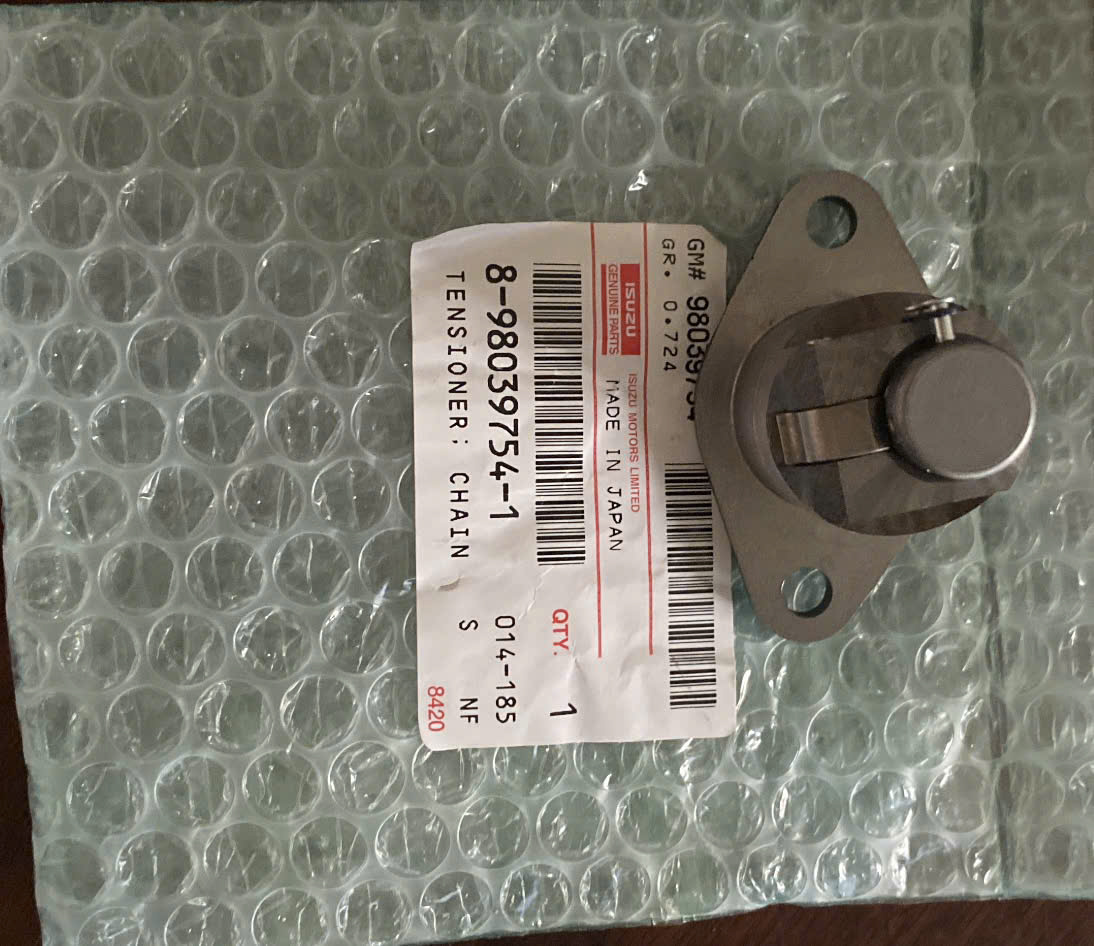 GM# 98039754
GR. 0.724
ISUZU
GENUINE PARTS
ISUZU MOTORS LIMITED
MADE IN JAPAN
QTY. 1
8-98039754-1 014-185
TENSIONER; CHAIN S NF
8420